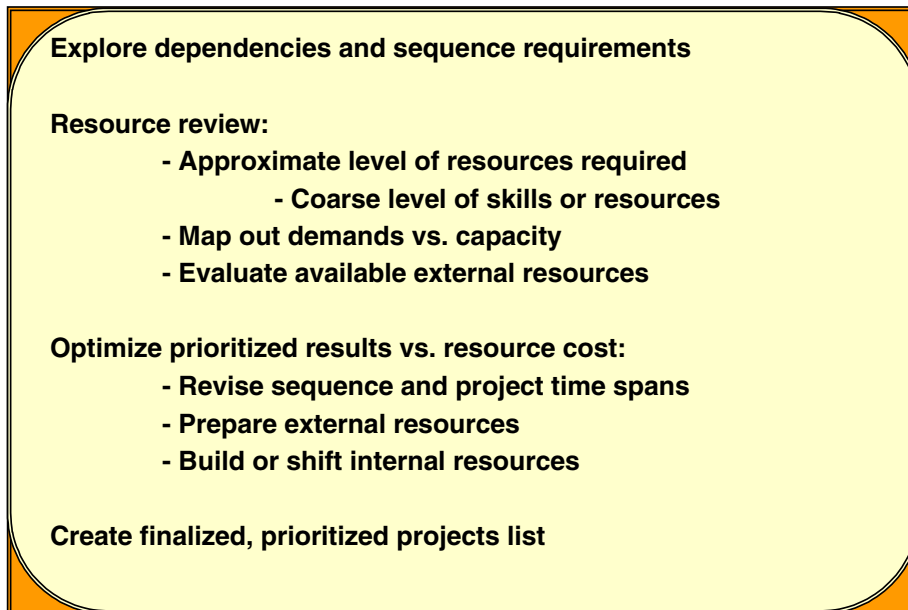 Explore dependencies and sequence requirements
Resource review:
- Approximate level of resources required
- Coarse level of skills or resources
- Map out demands vs. capacity
- Evaluate available external resources
Optimize prioritized results vs. resource cost:
- Revise sequence and project time spans
- Prepare external resources
- Build or shift internal resources
Create finalized, prioritized projects list